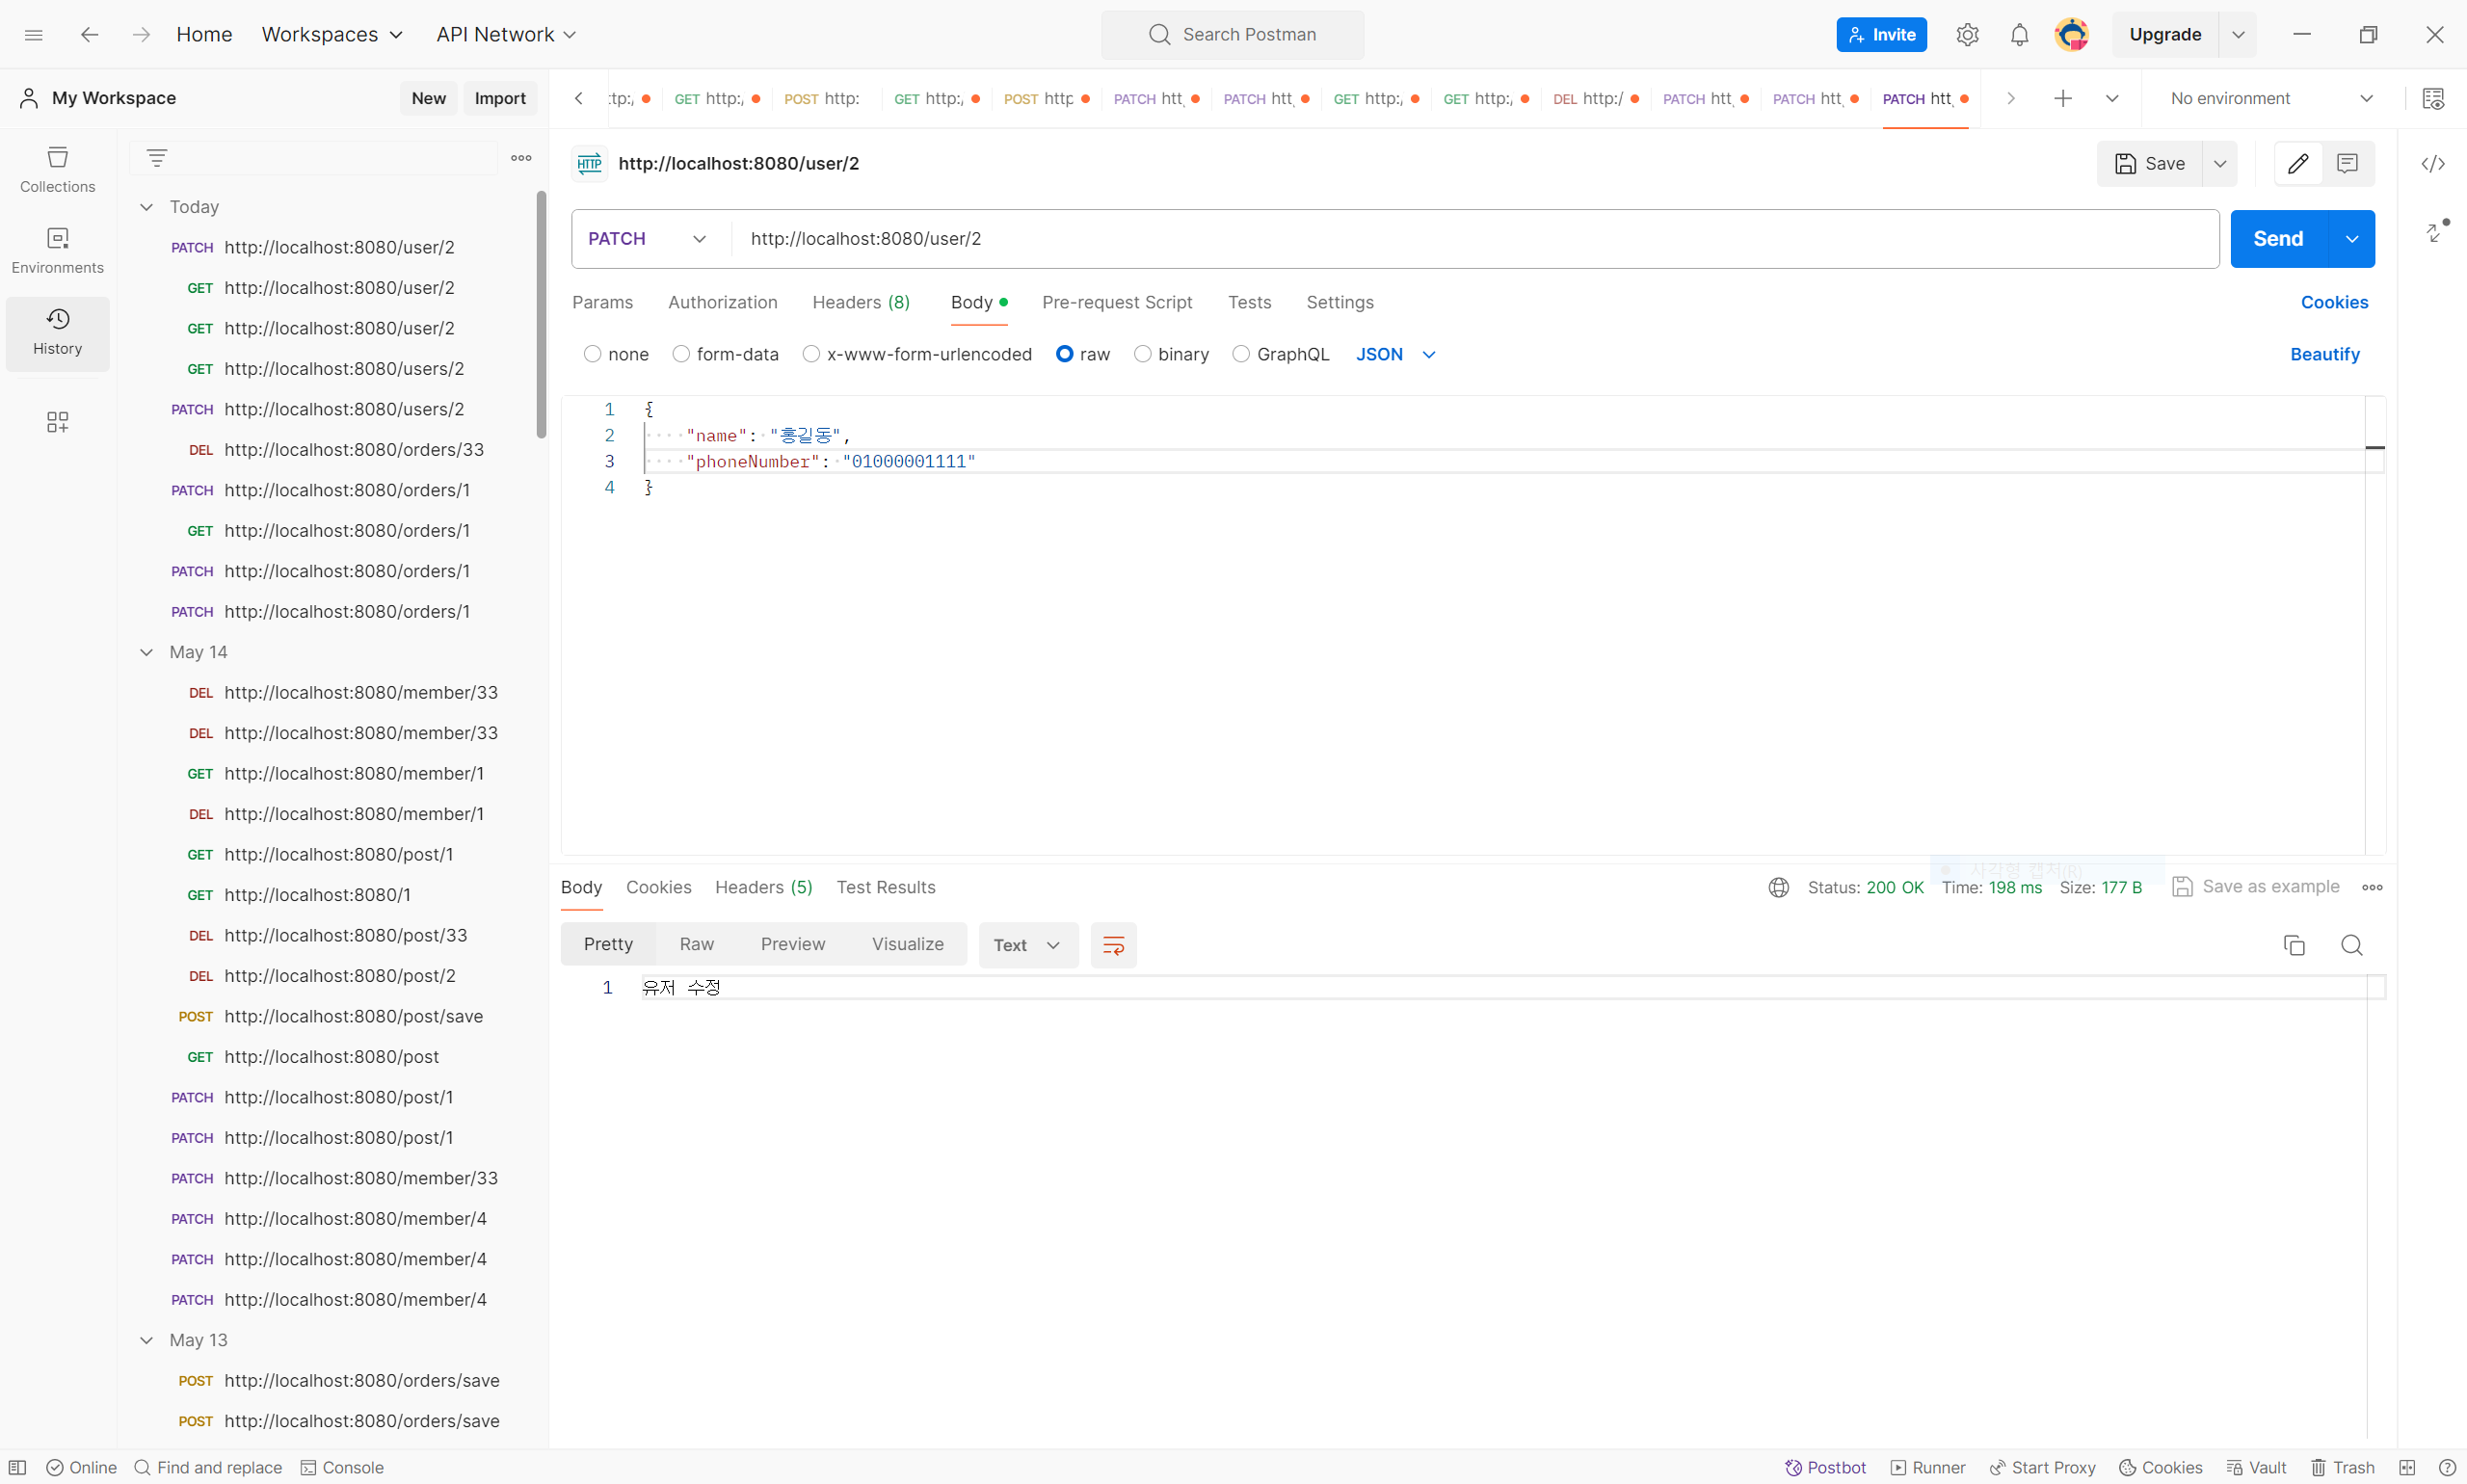 Home Workspaces API Network Search Postman Invite Upgrade
My Workspace New Import
tp:/ GET http:/ POST http: GET http:/ POST http PATCH htt PATCH htt GET http:/ GET http:/ DEL http:/ PATCH htt PATCH htt PATCH htt No environment
Collections
Environments
History
Today
PATCH http://localhost:8080/user/2
GET http://localhost:8080/user/2
GET http://localhost:8080/user/2
GET http://localhost:8080/users/2
PATCH http://localhost:8080/users/2
DEL http://localhost:8080/orders/33
PATCH http://localhost:8080/orders/1
GET http://localhost:8080/orders/1
PATCH http://localhost:8080/orders/1
PATCH http://localhost:8080/orders/1
May 14
DEL http://localhost:8080/member/33
DEL http://localhost:8080/member/33
GET http://localhost:8080/member/1
DEL http://localhost:8080/member/1
GET http://localhost:8080/post/1
GET http://localhost:8080/1
DEL http://localhost:8080/post/33
DEL http://localhost:8080/post/2
POST http://localhost:8080/post/save
GET http://localhost:8080/post
PATCH http://localhost:8080/post/1
PATCH http://localhost:8080/post/1
PATCH http://localhost:8080/member/33
PATCH http://localhost:8080/member/4
PATCH http://localhost:8080/member/4
PATCH http://localhost:8080/member/4
May 13
POST http://localhost:8080/orders/save
POST http://localhost:8080/orders/save
HTTP http://localhost:8080/user/2 Save
PATCH http://localhost:8080/user/2 Send
Params Authorization Headers (8) Body Pre-request Script Tests Settings Cookies
none form-data x-www-form-urlencoded raw binary GraphQL JSON Beautify
1 {
2 "name": "홍길동",
3 "phoneNumber": "01000001111"
4 }
사각형 캡처(R)
Body Cookies Headers (5) Test Results Status: 200 OK Time: 198 ms Size: 177 B Save as example
Pretty Raw Preview Visualize Text
1 유저 수정
Online Find and replace Console Postbot Runner Start Proxy Cookies Vault Trash